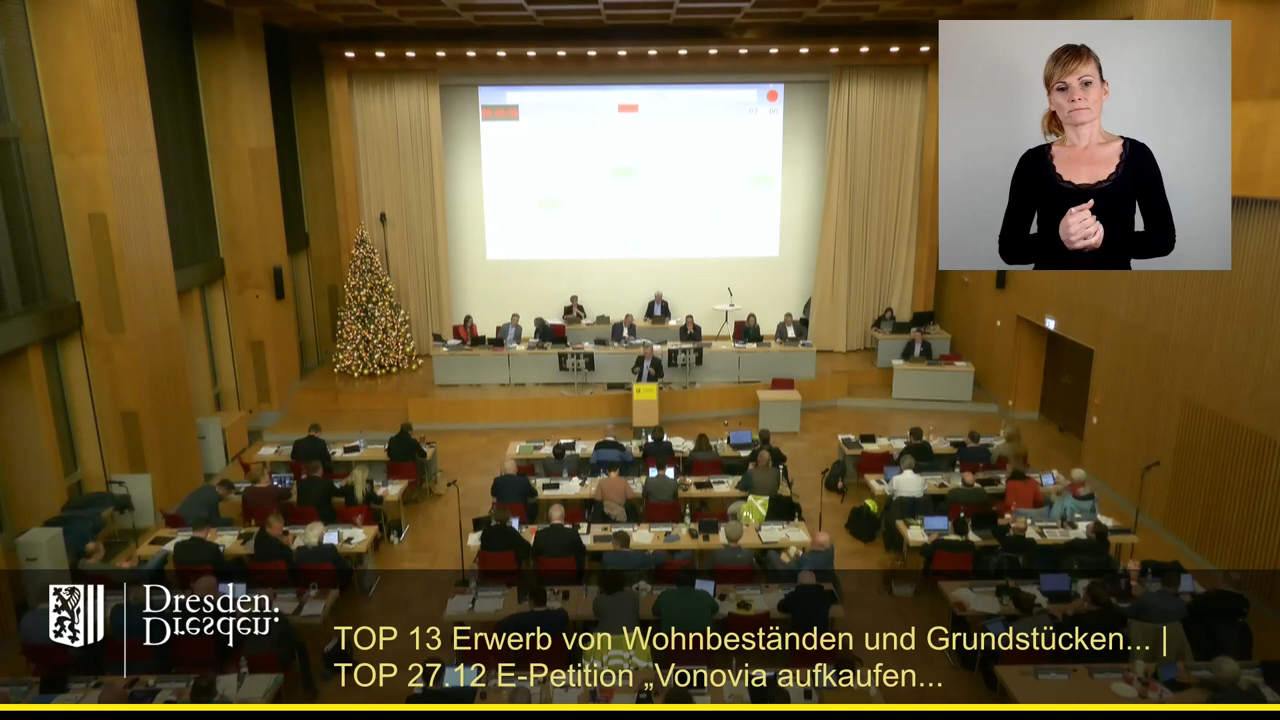 Dresden.
Dresden.
TOP 13 Erwerb von Wohnbeständen und Grundstücken... |
TOP 27.12 E-Petition „Vonovia aufkaufen...